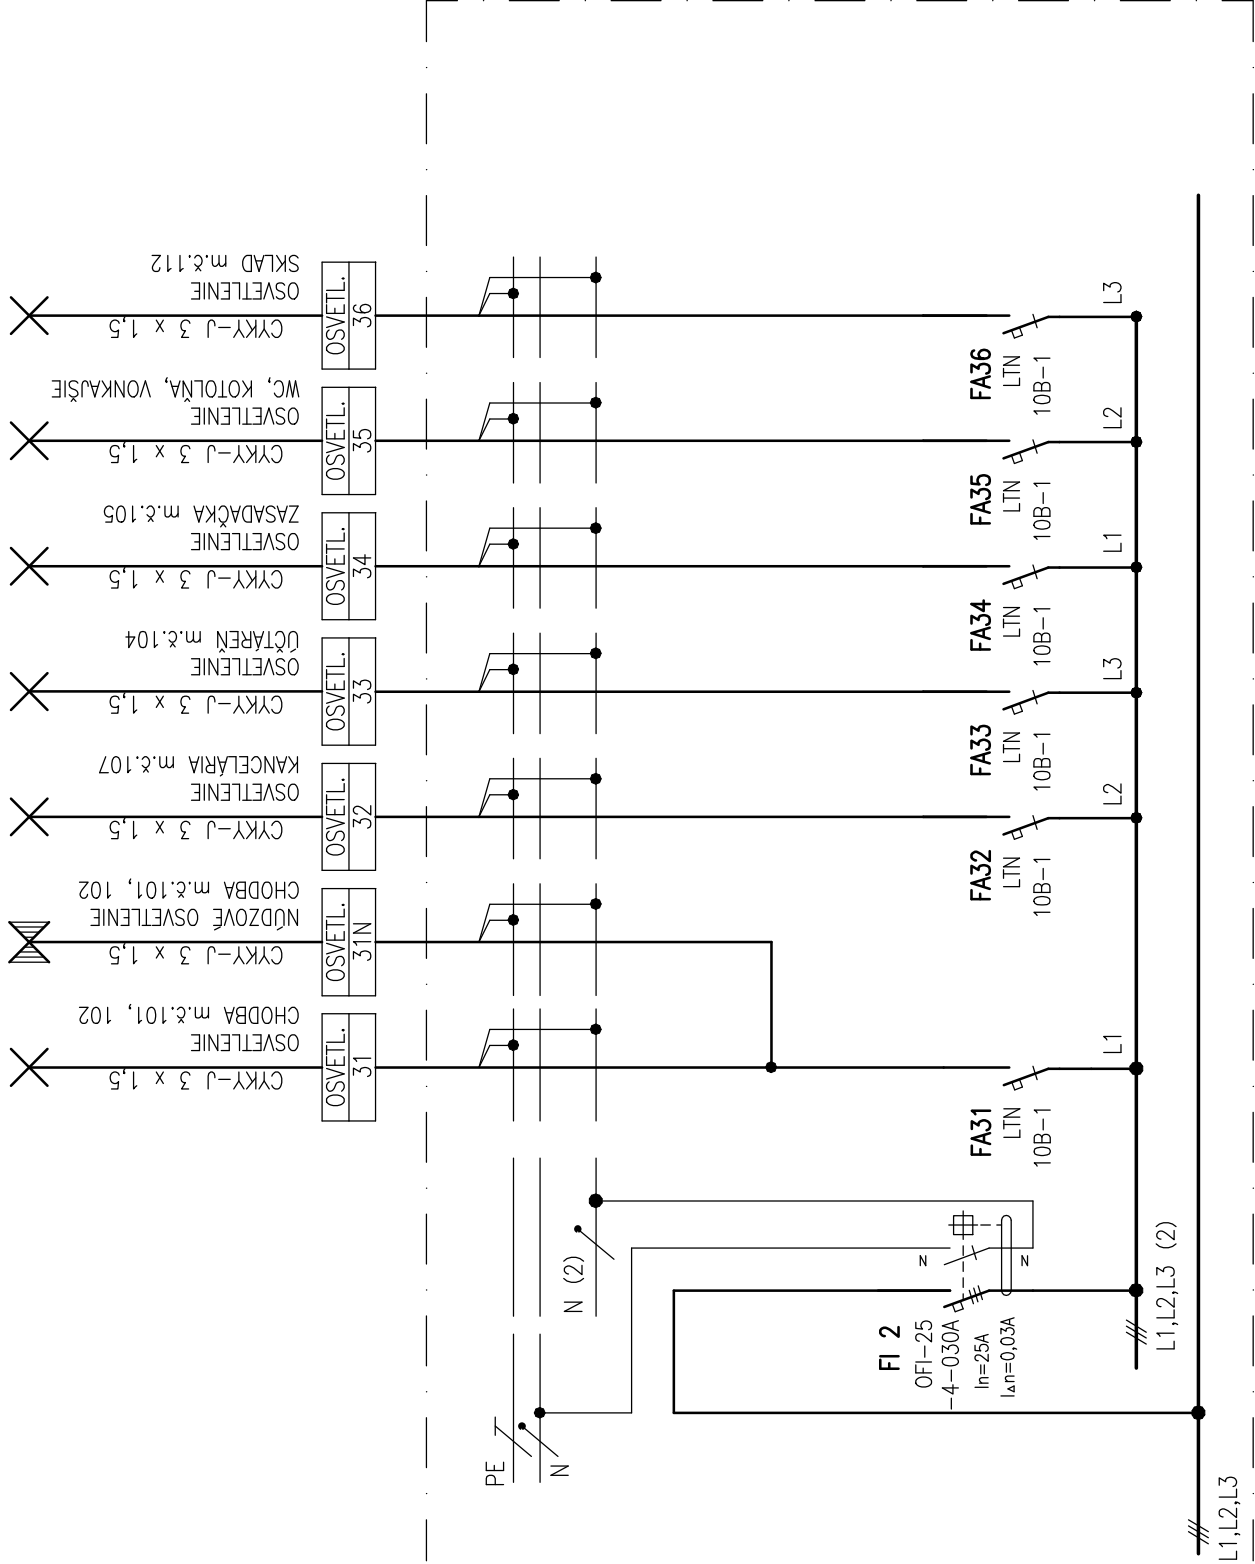 L1,L2,L3
PE
N
N (2)
FI 2
OFI-25
-4-030A
In=25A
I∆n=0,03A
N
N
L1,L2,L3 (2)
FA31
LTN
10B-1
L1
OSVETL.
31
CYKY-J 3 x 1,5
OSVETLENIE
CHODBA m.č.101, 102
OSVETL.
31N
CYKY-J 3 x 1,5
NÚDZOVÉ OSVETLENIE
CHODBA m.č.101, 102
FA32
LTN
10B-1
L2
OSVETL.
32
CYKY-J 3 x 1,5
OSVETLENIE
KANCELÁRIA m.č.107
FA33
LTN
10B-1
L3
OSVETL.
33
CYKY-J 3 x 1,5
OSVETLENIE
ÚČTÁREŇ m.č.104
FA34
LTN
10B-1
L1
OSVETL.
34
CYKY-J 3 x 1,5
OSVETLENIE
ZASADAČKA m.č.105
FA35
LTN
10B-1
L2
OSVETL.
35
CYKY-J 3 x 1,5
OSVETLENIE
WC, KOTOLŇA, VONKAJŠIE
FA36
LTN
10B-1
L3
OSVETL.
36
CYKY-J 3 x 1,5
OSVETLENIE
SKLAD m.č.112